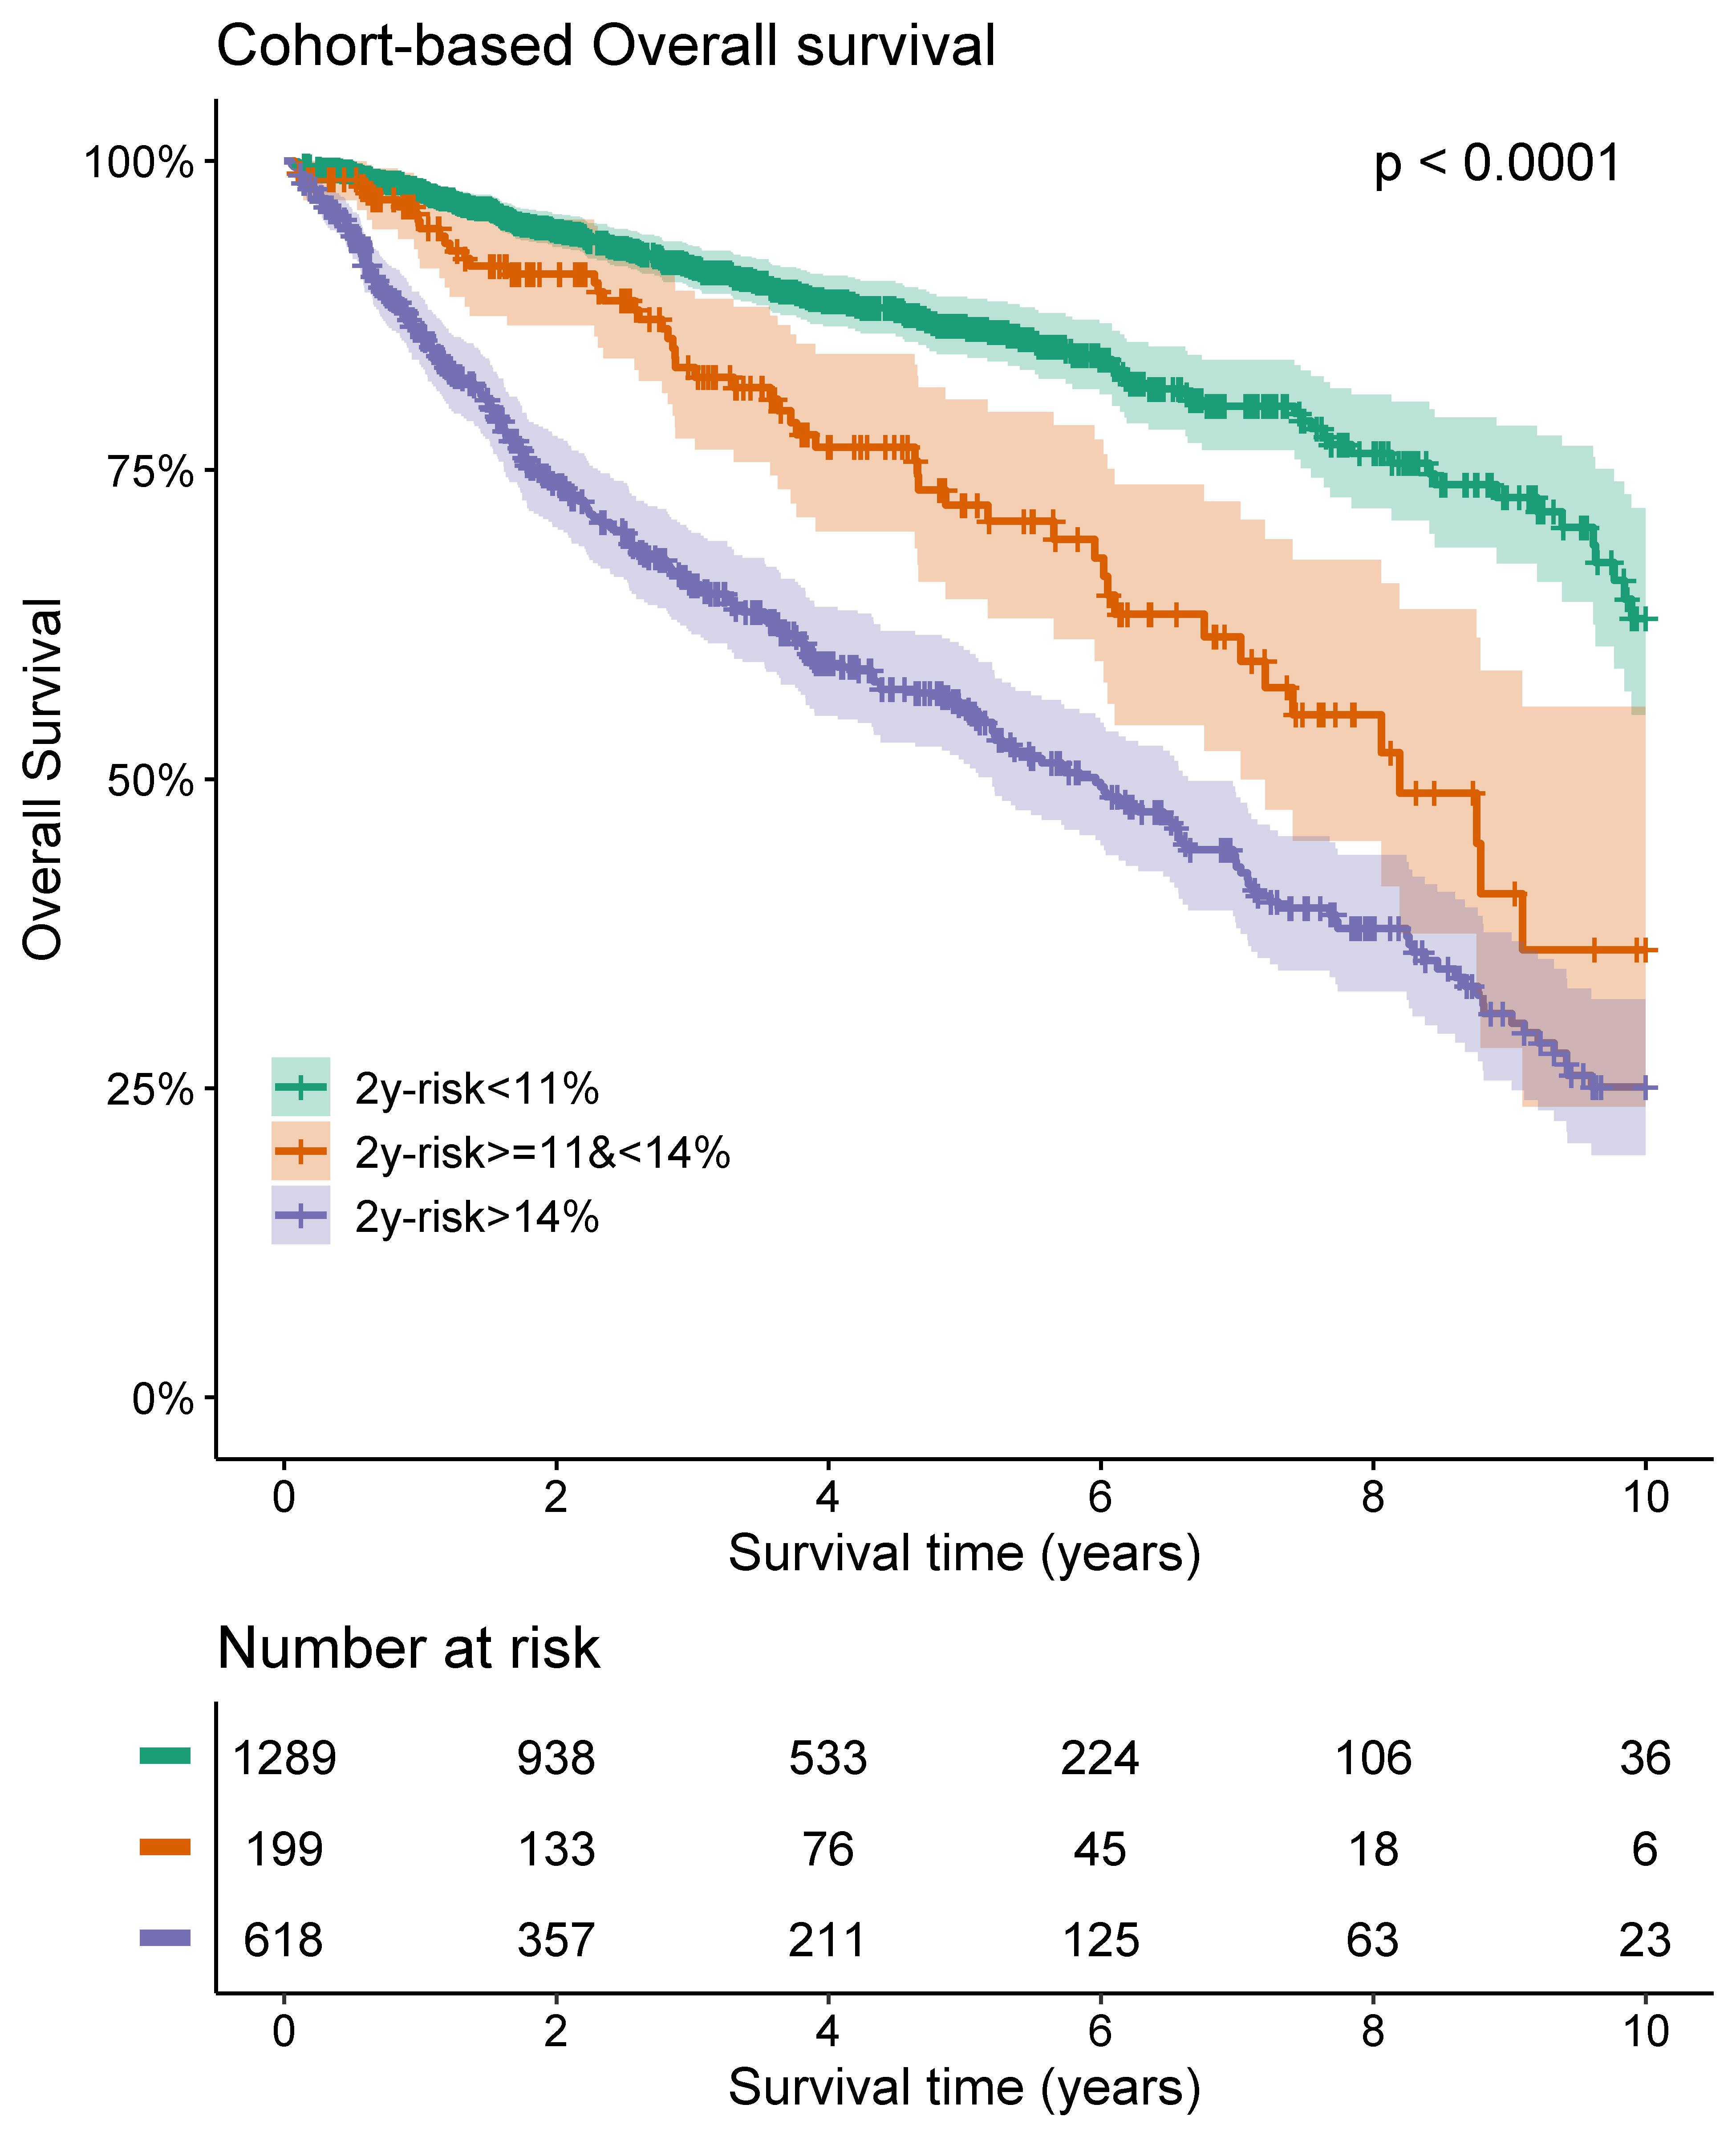 Cohort-based Overall survival
p < 0.0001
100%
75%
50%
25%
0%
Overall Survival
2y-risk<11%
2y-risk>=11&<14%
2y-risk>14%
0 2 4 6 8 10
Survival time (years)
Number at risk
1289 938 533 224 106 36
199 133 76 45 18 6
618 357 211 125 63 23
0 2 4 6 8 10
Survival time (years)